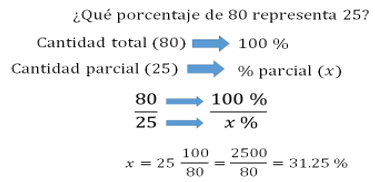 ¿Qué porcentaje de 80 representa 25?
Cantidad total (80) 100 %
Cantidad parcial (25) % parcial (x)
80 100 %
25 x %
x = 25 100/80 = 2500/80 = 31.25 %